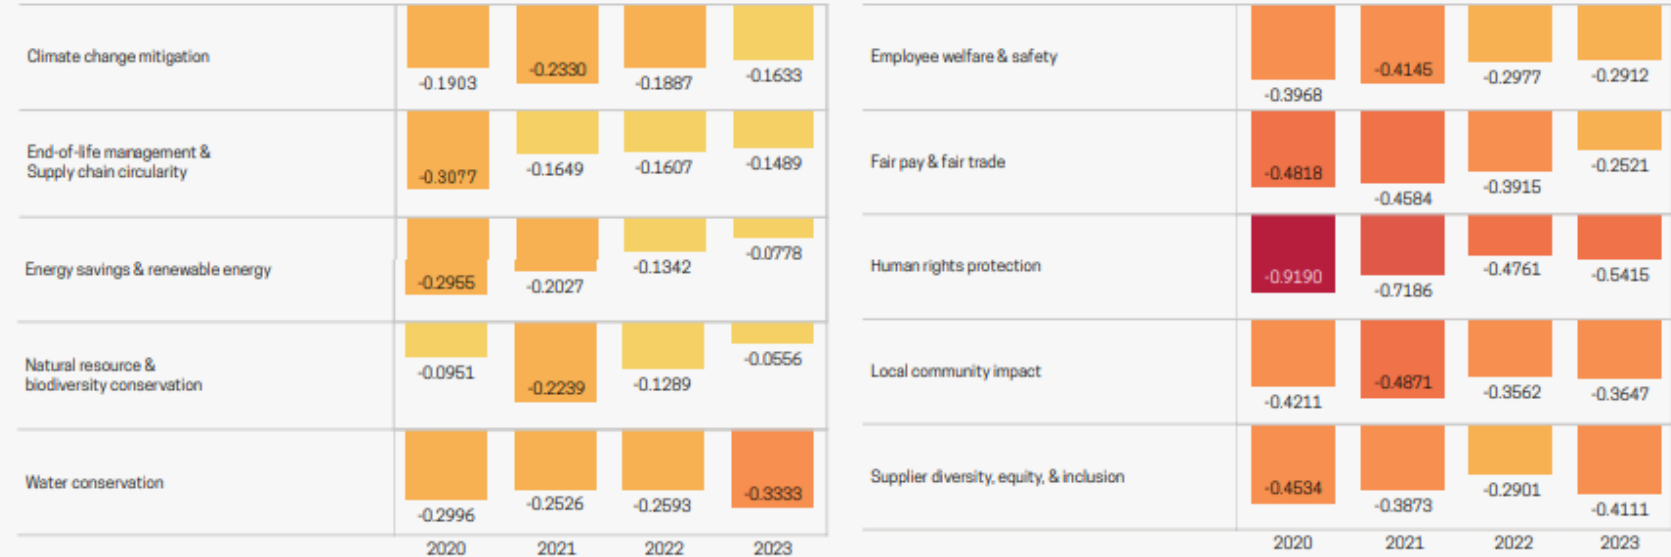 Climate change mitigation
-0.1903
-0.2330
-0.1887
-0.1633
End-of-life management &
Supply chain circularity
-0.3077
-0.1649
-0.1607
-0.1489
Energy savings & renewable energy
-0.2955
-0.2027
-0.1342
-0.0778
Natural resource &
biodiversity conservation
-0.0951
-0.2239
-0.1289
-0.0556
Water conservation
-0.2996
-0.2526
-0.2593
-0.3333
2020 2021 2022 2023
Employee welfare & safety
-0.3968
-0.4145
-0.2977
-0.2912
Fair pay & fair trade
-0.4818
-0.4584
-0.3915
-0.2521
Human rights protection
-0.9190
-0.7186
-0.4761
-0.5415
Local community impact
-0.4211
-0.4871
-0.3562
-0.3647
Supplier diversity, equity, & inclusion
-0.4534
-0.3873
-0.2901
-0.4111
2020 2021 2022 2023